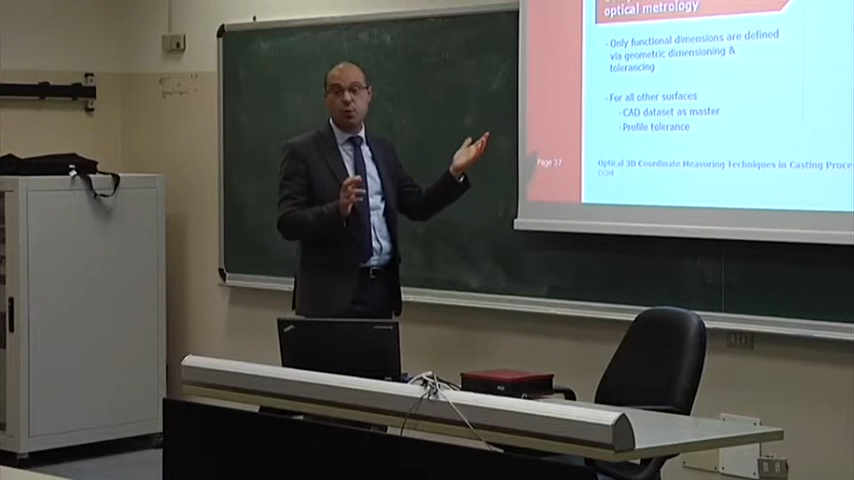 optical metrology
- Only functional dimensions are defined
via geometric dimensioning &
tolerancing
- For all other surfaces
- CAD dataset as master
- Profile tolerance
Page 37
Optical 3D Coordinate Measuring Techniques in Casting Proce